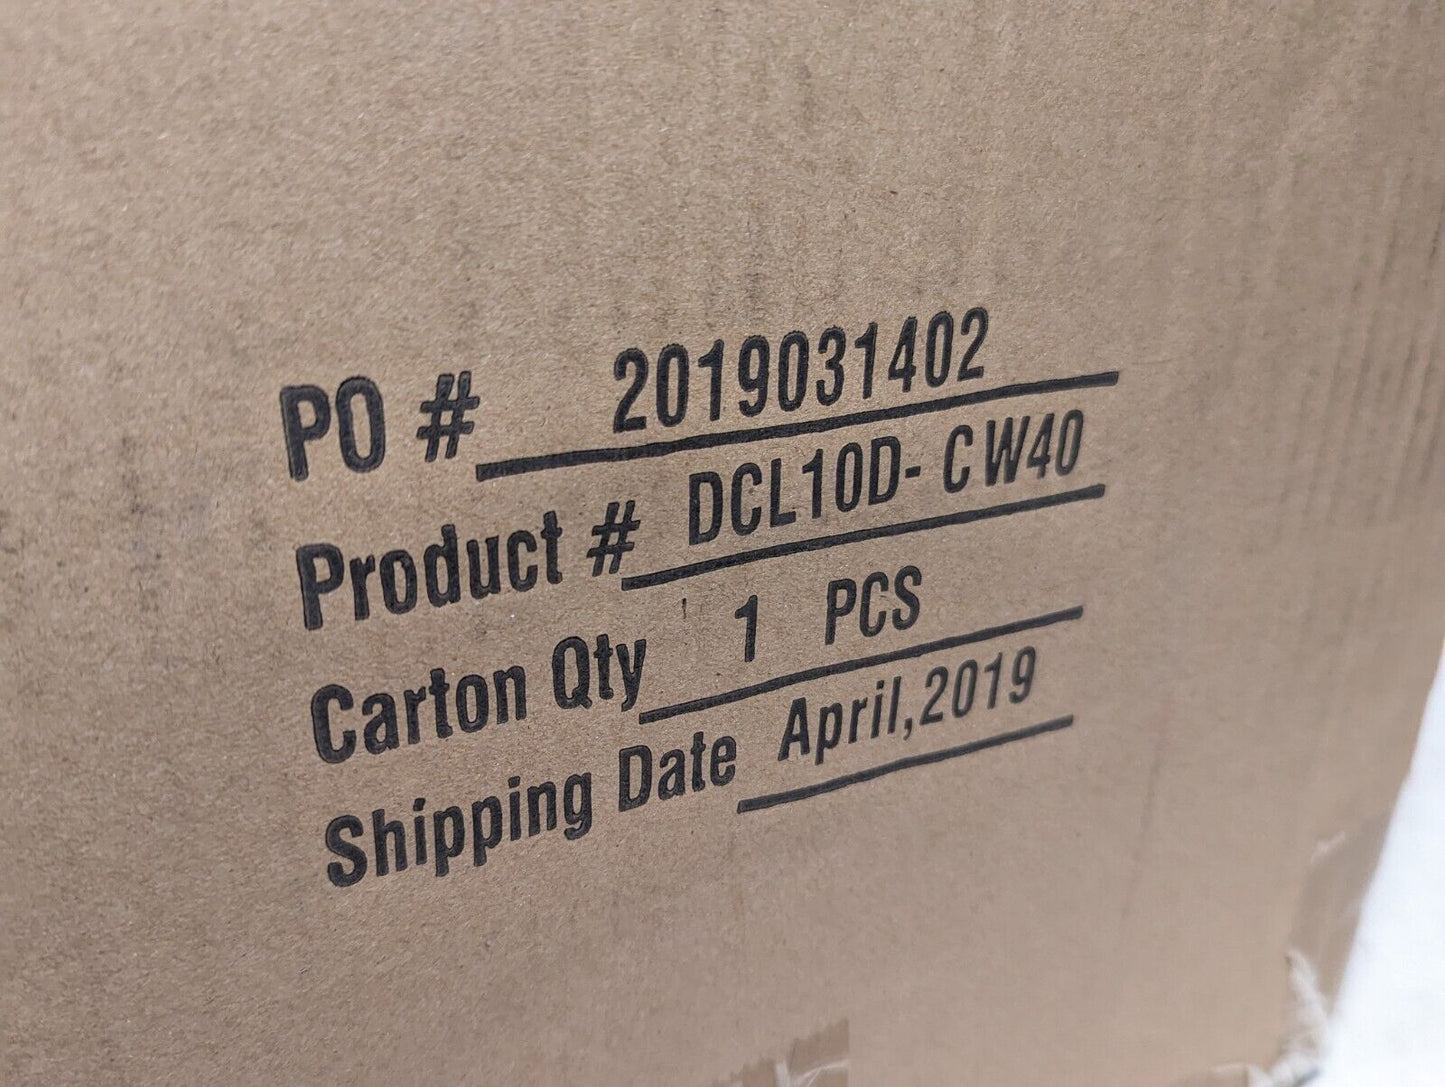 PO # 2019031402
Product # DCL10D- CW40
Carton Qty 1 PCS
Shipping Date April,2019